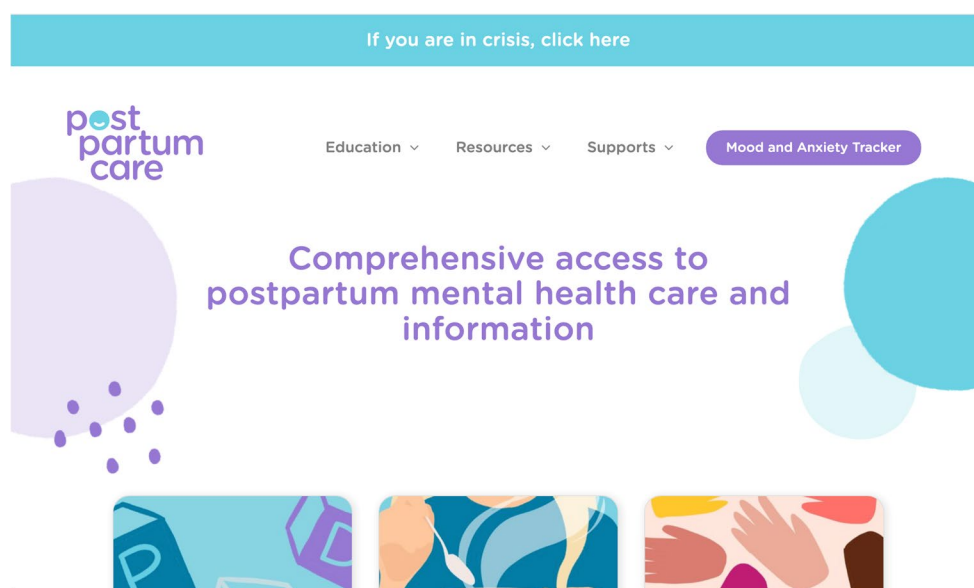 If you are in crisis, click here
post
partum
care
Education
Resources
Supports
Mood and Anxiety Tracker
Comprehensive access to
postpartum mental health care and
information
P
D